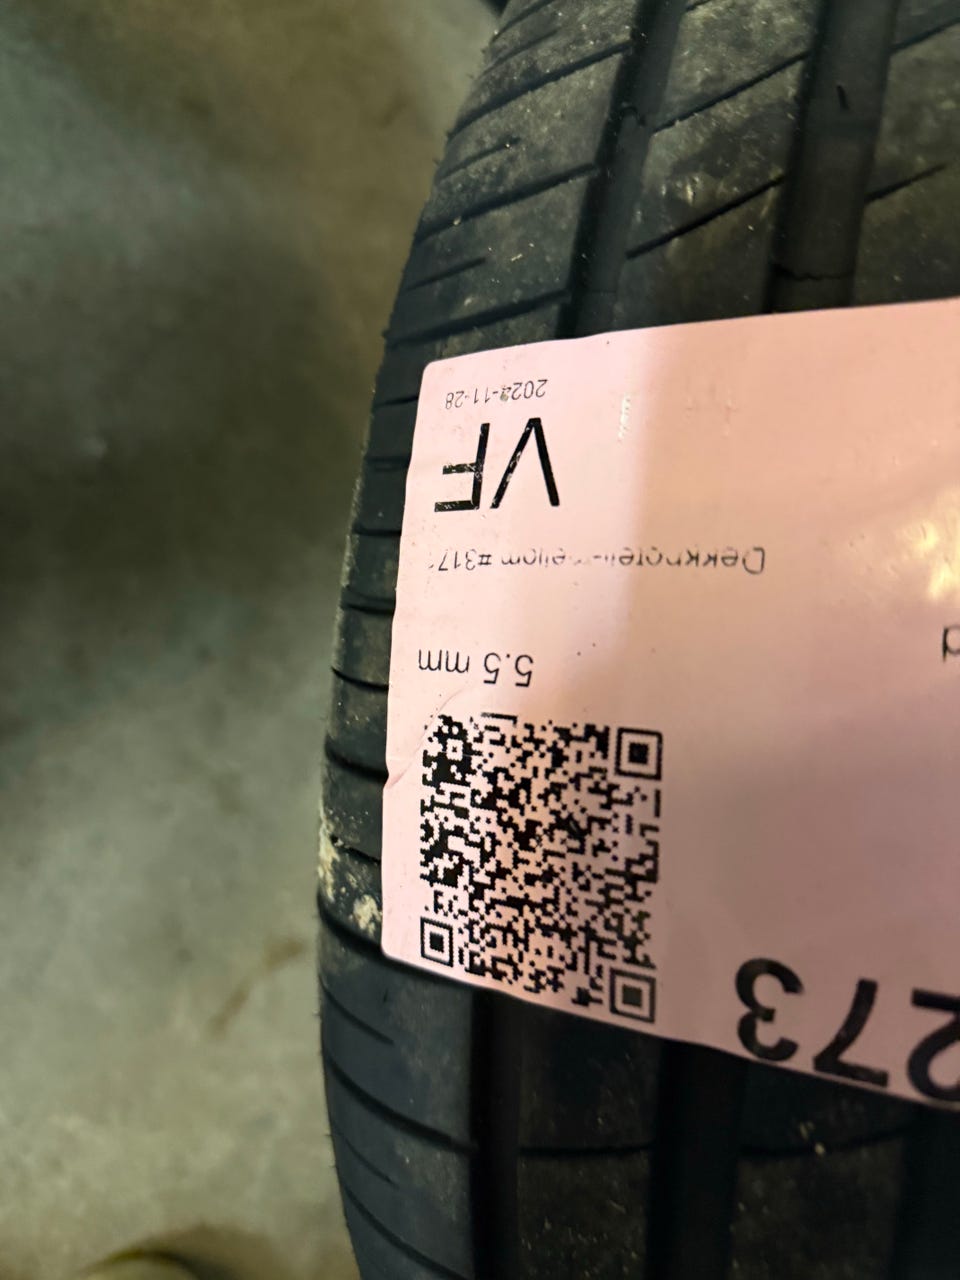 273
5.5 mm
Dekkhotell
VF
2024-11-28